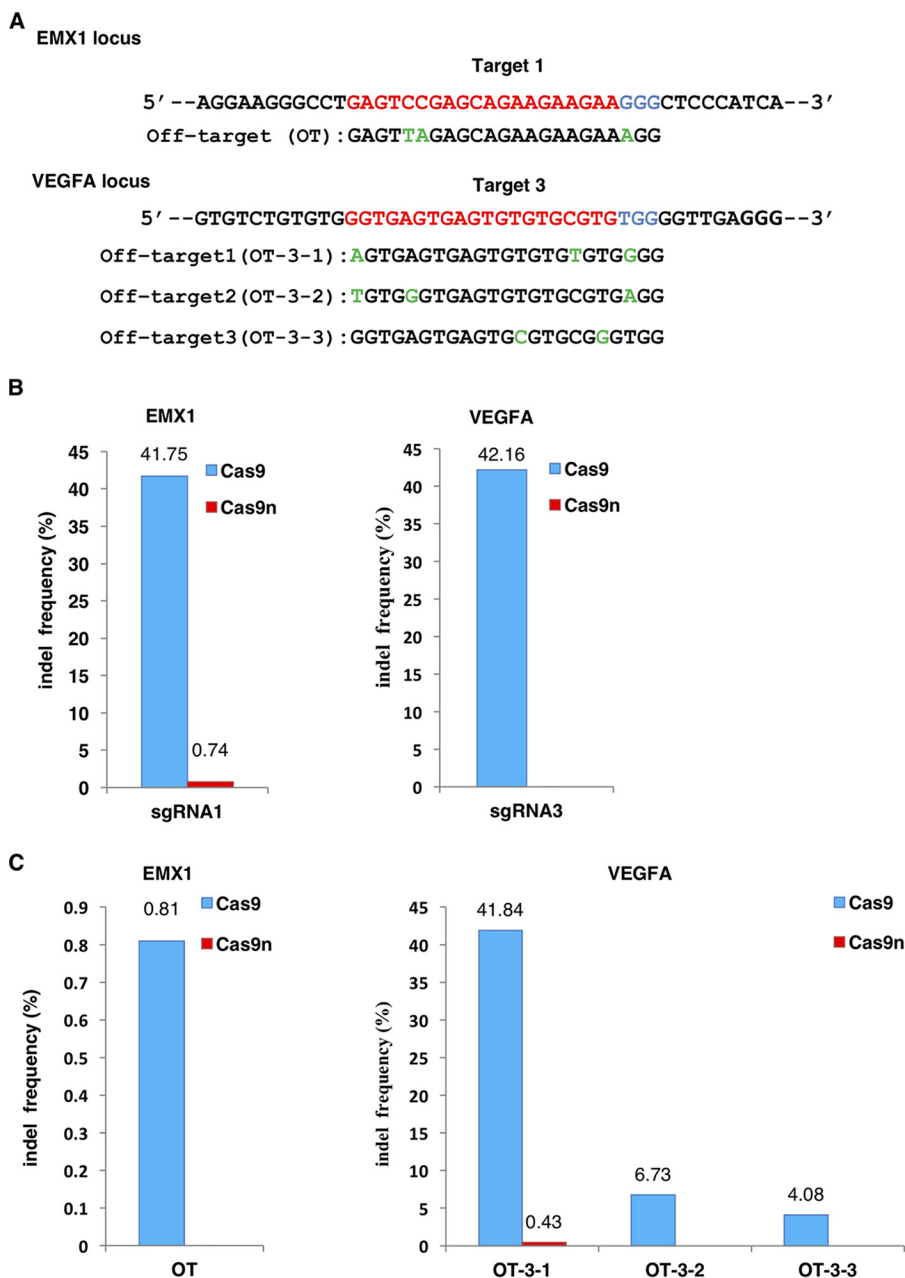 A
EMX1 locus
Target 1
5′--AGGAAGGGCCTGAGTCCGAGCAGAAGAAGAAGGGCTCCCATCA--3′
Off-target (OT):GAGTTAGAGCAGAAGAAGAAAGG
VEGFA locus
Target 3
5′--GTGTCTGTGTGGGTGAGTGAGTGTGTGCGTGTGGGGTTGAGGG--3′
Off-target1(OT-3-1):AGTGAGTGAGTGTGTGTGTGGGG
Off-target2(OT-3-2):TGTGGGTGAGTGTGTGCGTGAGG
Off-target3(OT-3-3):GGTGAGTGAGTGCGTGCGGGTGG
B
EMX1
indel frequency (%)
45
40
35
30
25
20
15
10
5
0
41.75
0.74
Cas9
Cas9n
sgRNA1
VEGFA
indel frequency (%)
45
40
35
30
25
20
15
10
5
0
42.16
Cas9
Cas9n
sgRNA3
C
EMX1
indel frequency (%)
0.9
0.8
0.7
0.6
0.5
0.4
0.3
0.2
0.1
0
0.81
Cas9
Cas9n
OT
VEGFA
indel frequency (%)
45
40
35
30
25
20
15
10
5
0
41.84
0.43
6.73
4.08
Cas9
Cas9n
OT-3-1
OT-3-2
OT-3-3